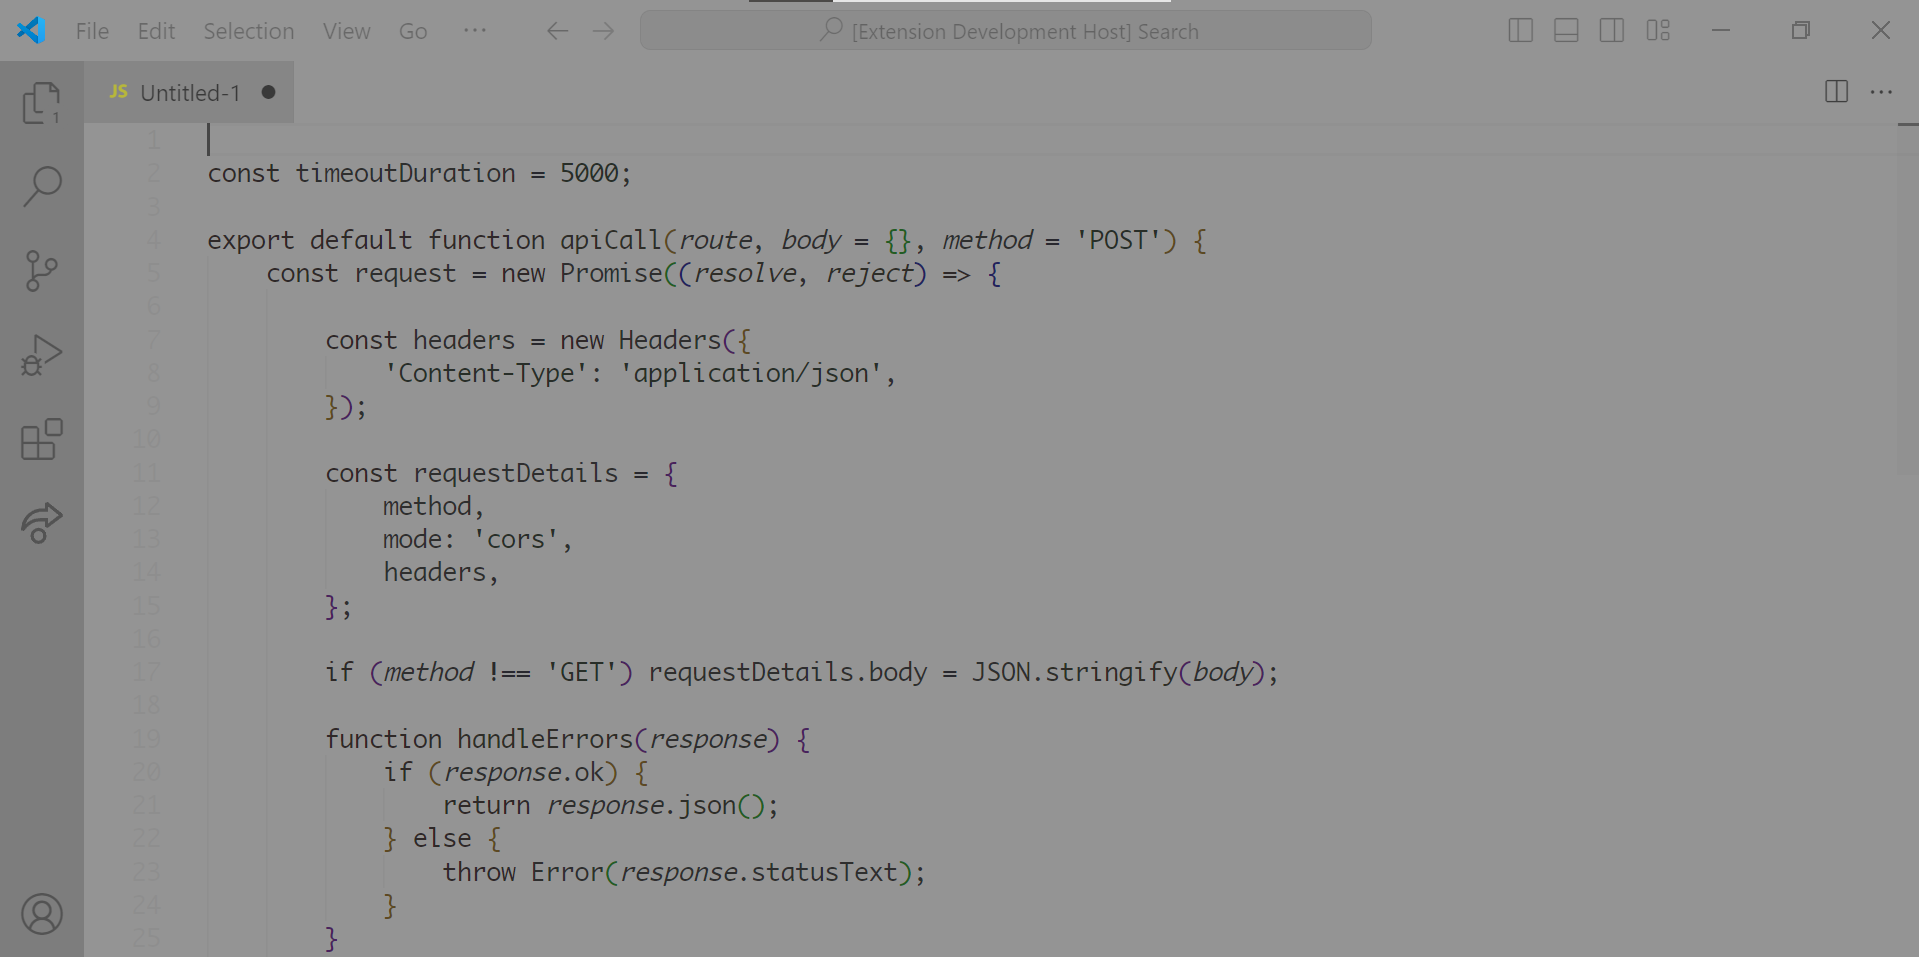 File Edit Selection View Go ··· [Extension Development Host] Search
JS Untitled-1
1
1
2 const timeoutDuration = 5000;
3
4 export default function apiCall(route, body = {}, method = 'POST') {
5     const request = new Promise((resolve, reject) => {
6
7         const headers = new Headers({
8             'Content-Type': 'application/json',
9         });
10
11         const requestDetails = {
12             method,
13             mode: 'cors',
14             headers,
15         };
16
17         if (method !== 'GET') requestDetails.body = JSON.stringify(body);
18
19         function handleErrors(response) {
20             if (response.ok) {
21                 return response.json();
22             } else {
23                 throw Error(response.statusText);
24             }
25         }